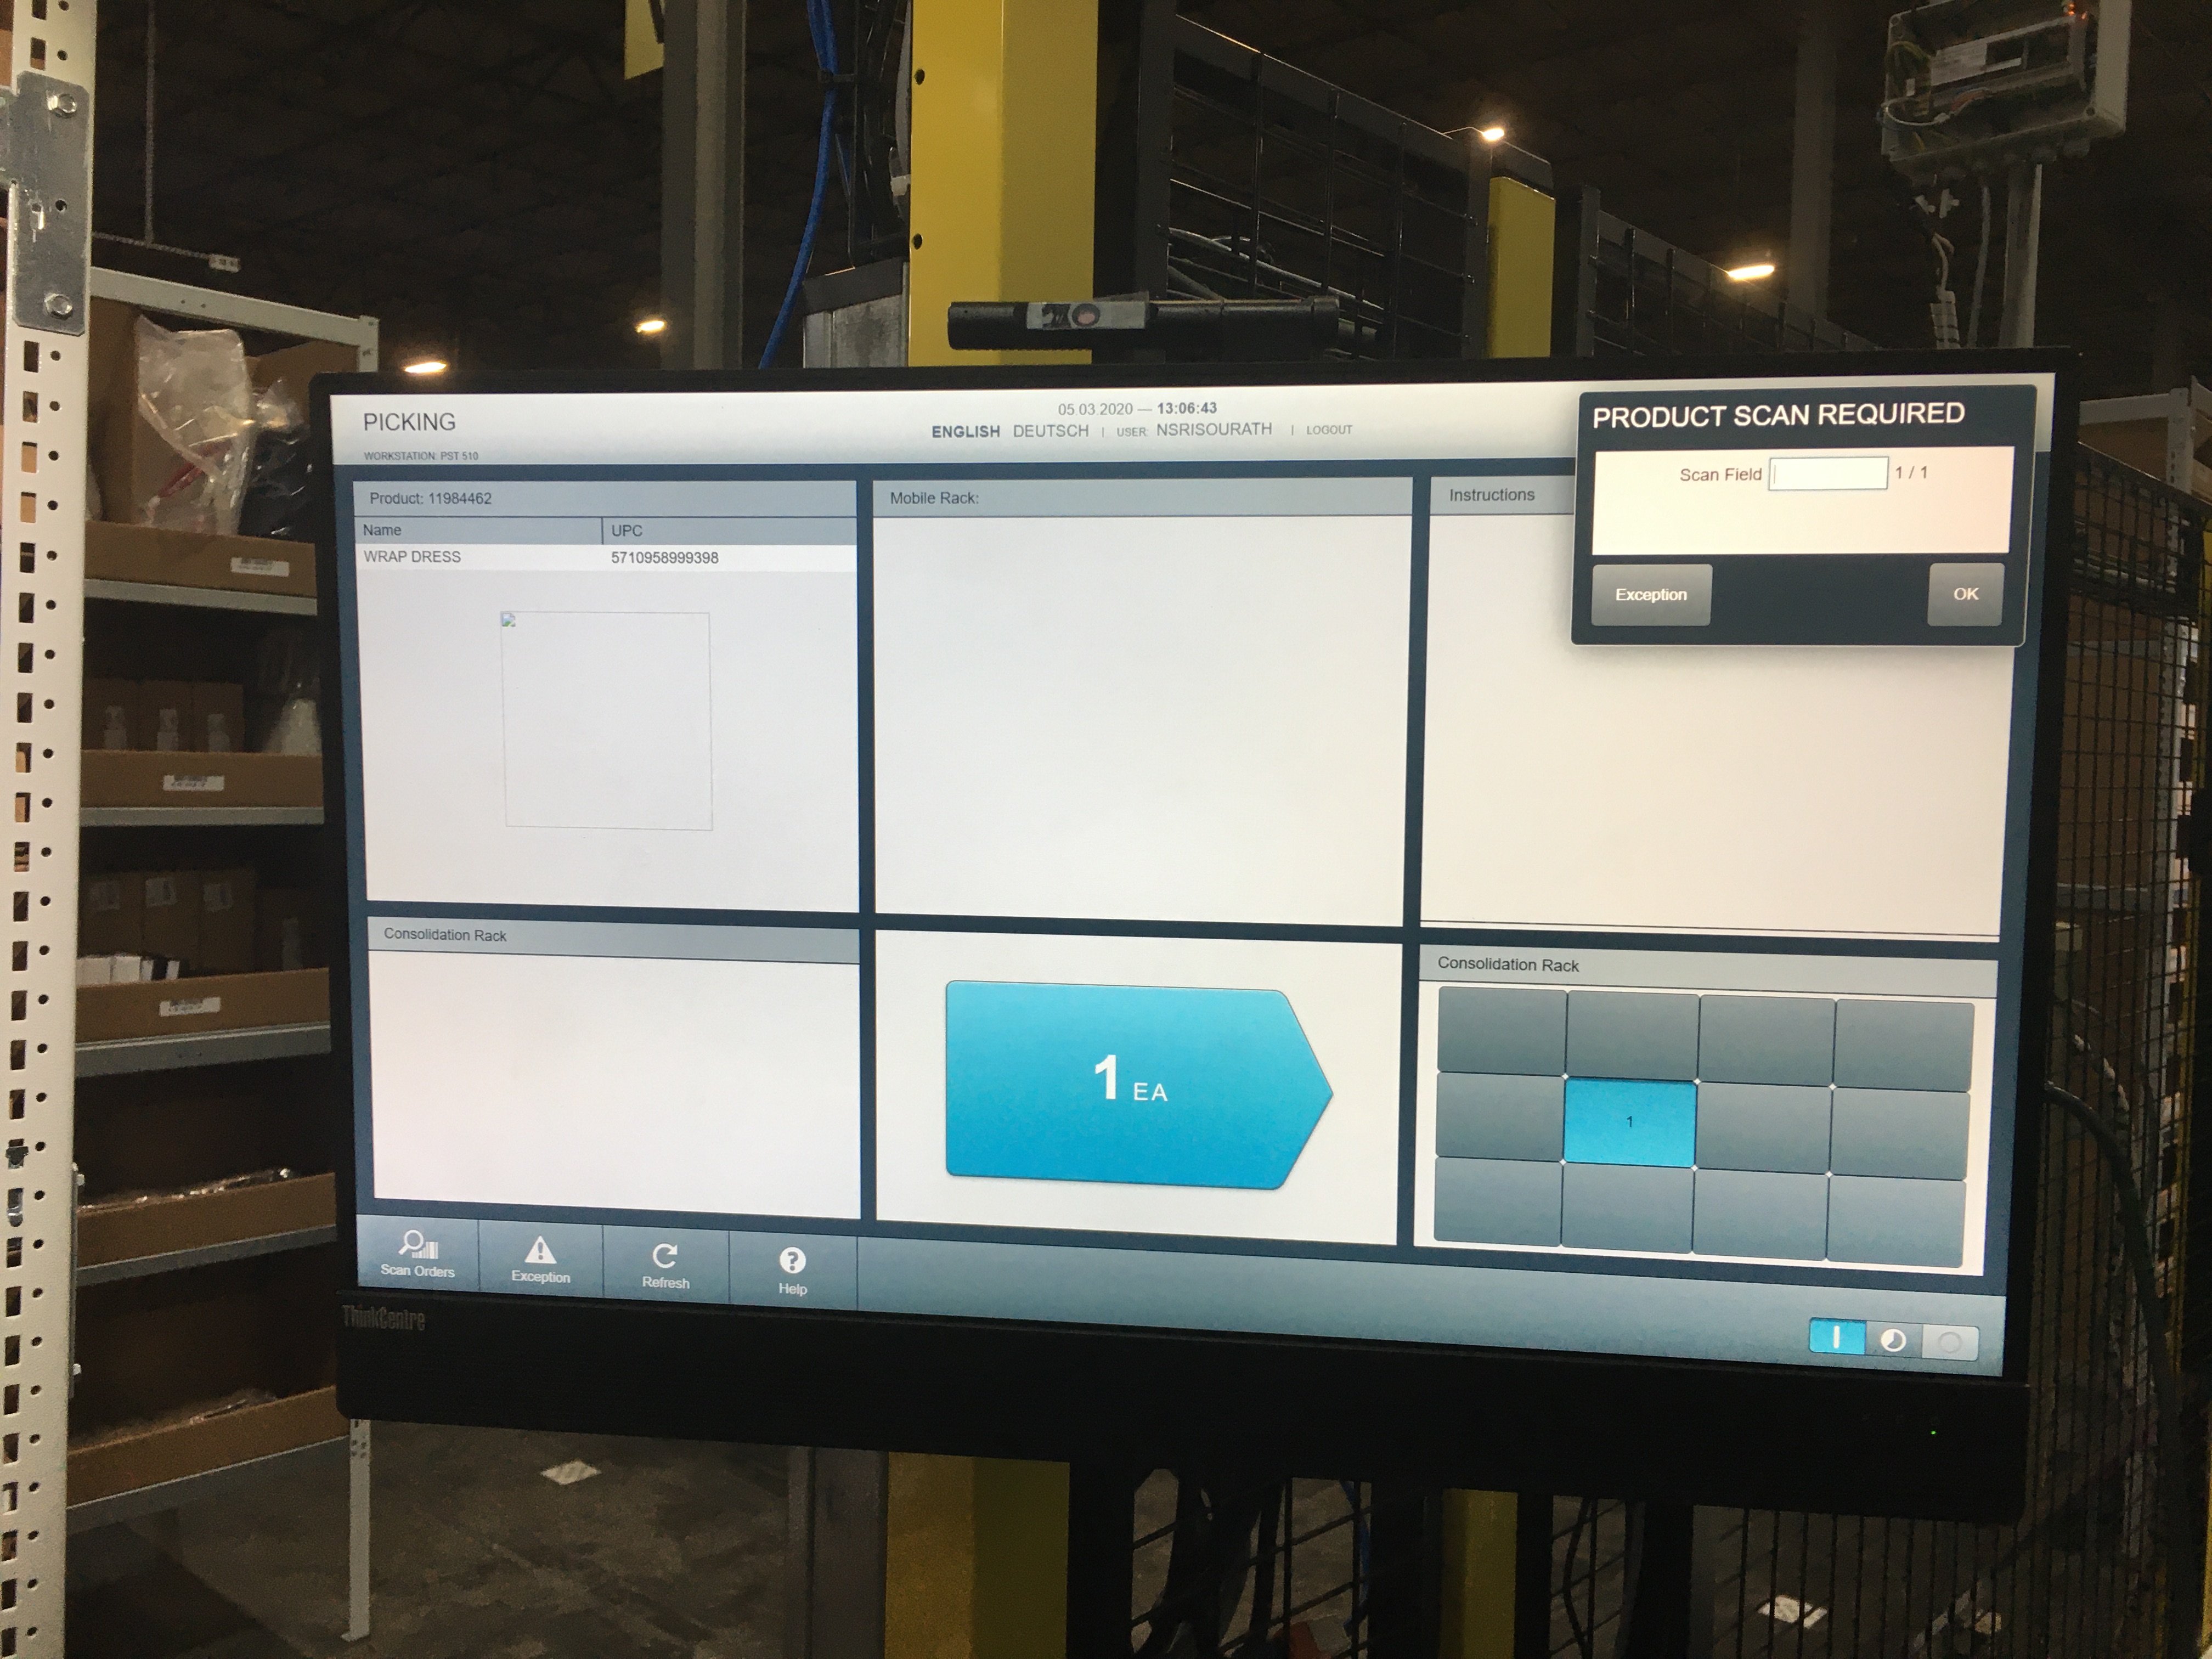 PICKING
WORKSTATION: PST 510
05 03 2020 — 13:06:43
ENGLISH DEUTSCH | USER: NSRISOURATH | LOGOUT
PRODUCT SCAN REQUIRED
Scan Field 1 / 1
Exception OK
Product: 11984462
Name UPC
WRAP DRESS 5710958999398
Mobile Rack:
Instructions
Consolidation Rack
1 EA
Consolidation Rack
1
Scan Orders
Exception
Refresh
Help
ThinkCentre